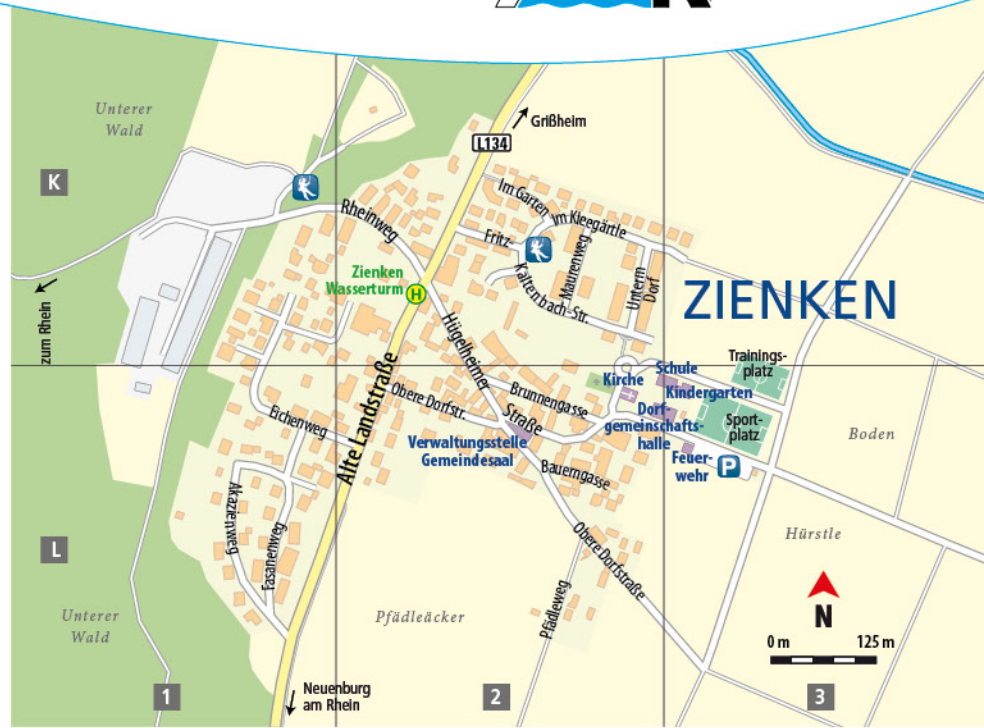 Unterer
Wald
K
L134
Grißheim
Im Garten
Im Kleegärtle
Rheinweg
Fritz-
Kaltenbach-Str.
Maurenweg
Unterm
Dorf
Zienken
Wasserturm
H
ZIENKEN
zum Rhein
Hügelheimer
Straße
Alte Landstraße
Trainings-
platz
Schule
Kirche
Kindergarten
Obere Dorfstr.
Brunnengasse
Dorf-
gemeinschafts-
halle
Sport-
platz
Eichenweg
Verwaltungsstelle
Gemeindesaal
Boden
Feuer-
wehr
P
Bauerngasse
Akazienweg
Fasanenweg
Obere Dorfstraße
L
Hürstle
Unterer
Wald
Pfädleäcker
Pfädleweg
N
0 m
125 m
Neuenburg
am Rhein
1
2
3